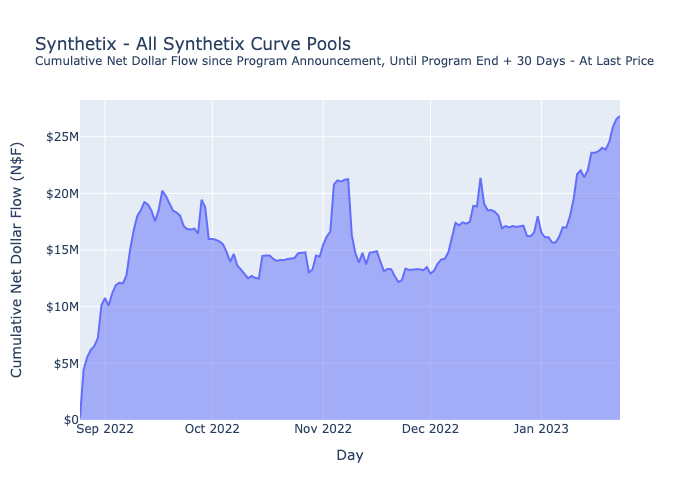 Synthetix - All Synthetix Curve Pools
Cumulative Net Dollar Flow since Program Announcement, Until Program End + 30 Days - At Last Price
Cumulative Net Dollar Flow (N$F)
$25M
$20M
$15M
$10M
$5M
$0
Sep 2022 Oct 2022 Nov 2022 Dec 2022 Jan 2023
Day